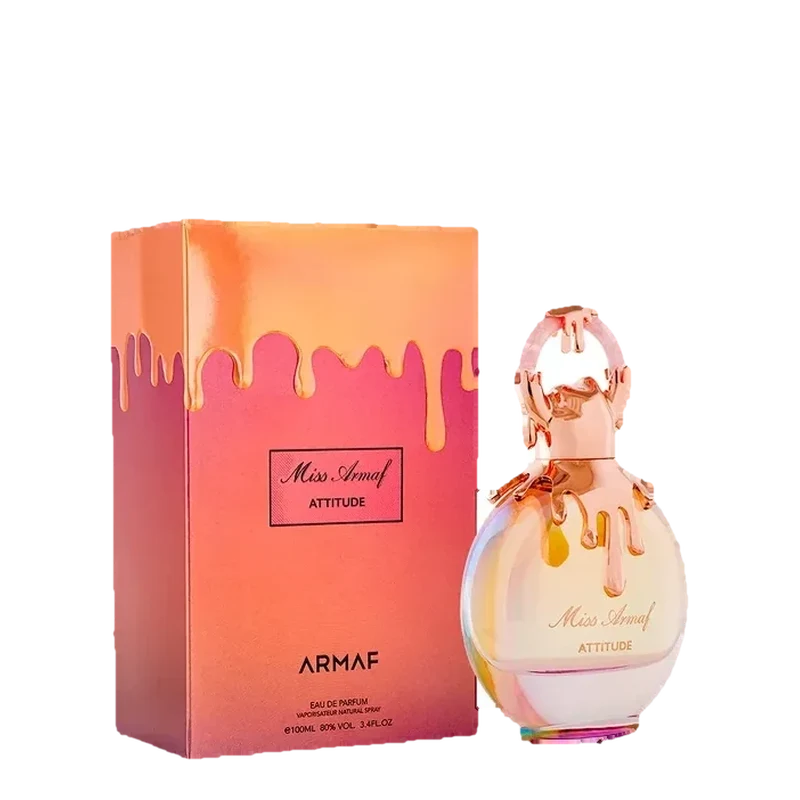 Miss Armaf
ATTITUDE
ARMAF
EAU DE PARFUM
VAPORISATEUR NATURAL SPRAY
℮100ML 80% VOL. 3.4FL.OZ
Miss Armaf
ATTITUDE